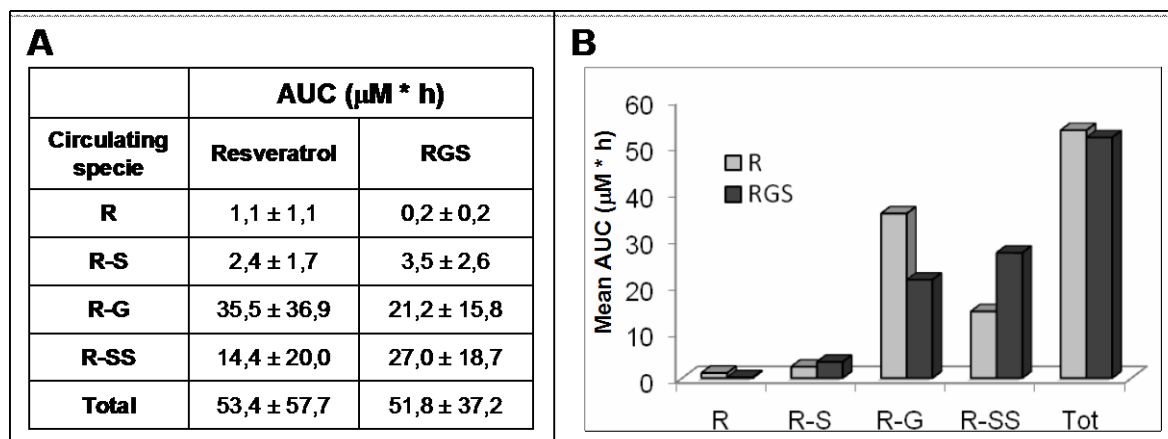 A
AUC (µM * h)
Circulating
specie
Resveratrol RGS
R 1,1 ± 1,1 0,2 ± 0,2
R-S 2,4 ± 1,7 3,5 ± 2,6
R-G 35,5 ± 36,9 21,2 ± 15,8
R-SS 14,4 ± 20,0 27,0 ± 18,7
Total 53,4 ± 57,7 51,8 ± 37,2
B
Mean AUC (µM * h)
60
50
40
30
20
10
0
R
RGS
R R-S R-G R-SS Tot